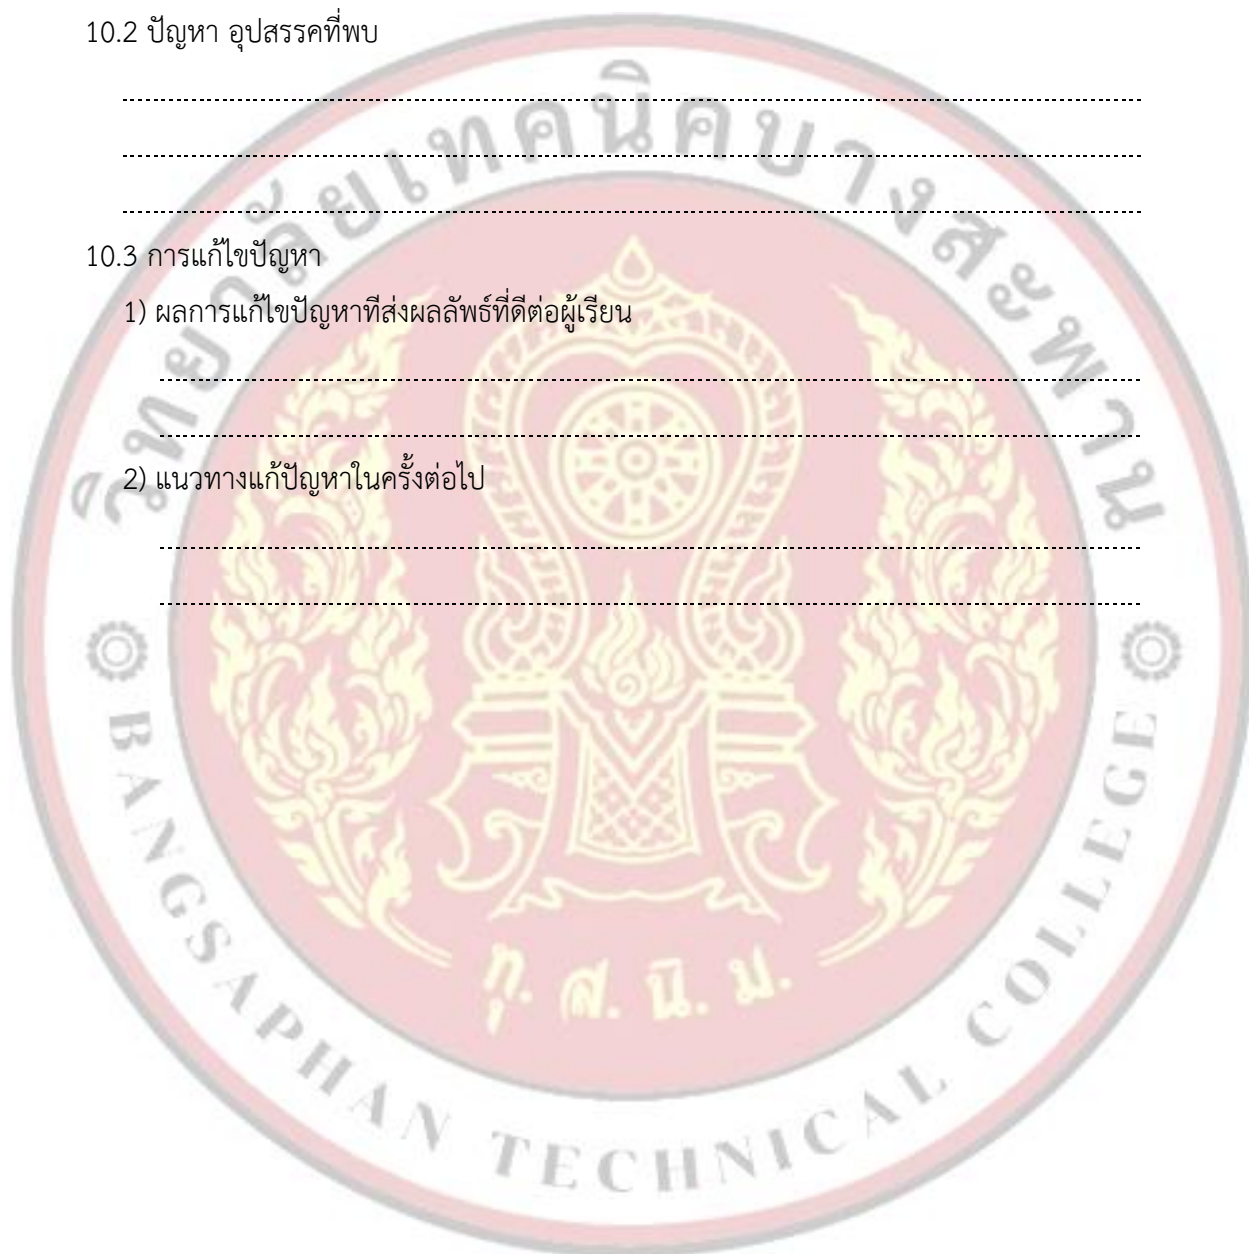 10.2 ปัญหา อุปสรรคที่พบ
10.3 การแก้ไขปัญหา
1) ผลการแก้ไขปัญหาทีส่งผลลัพธ์ที่ดีต่อผู้เรียน
2) แนวทางแก้ปัญหาในครั้งต่อไป
วิทยาลัยเทคนิคบางสะพาน
ทุ. ส. นิ. ม.
BANGSAPHAN TECHNICAL COLLEGE